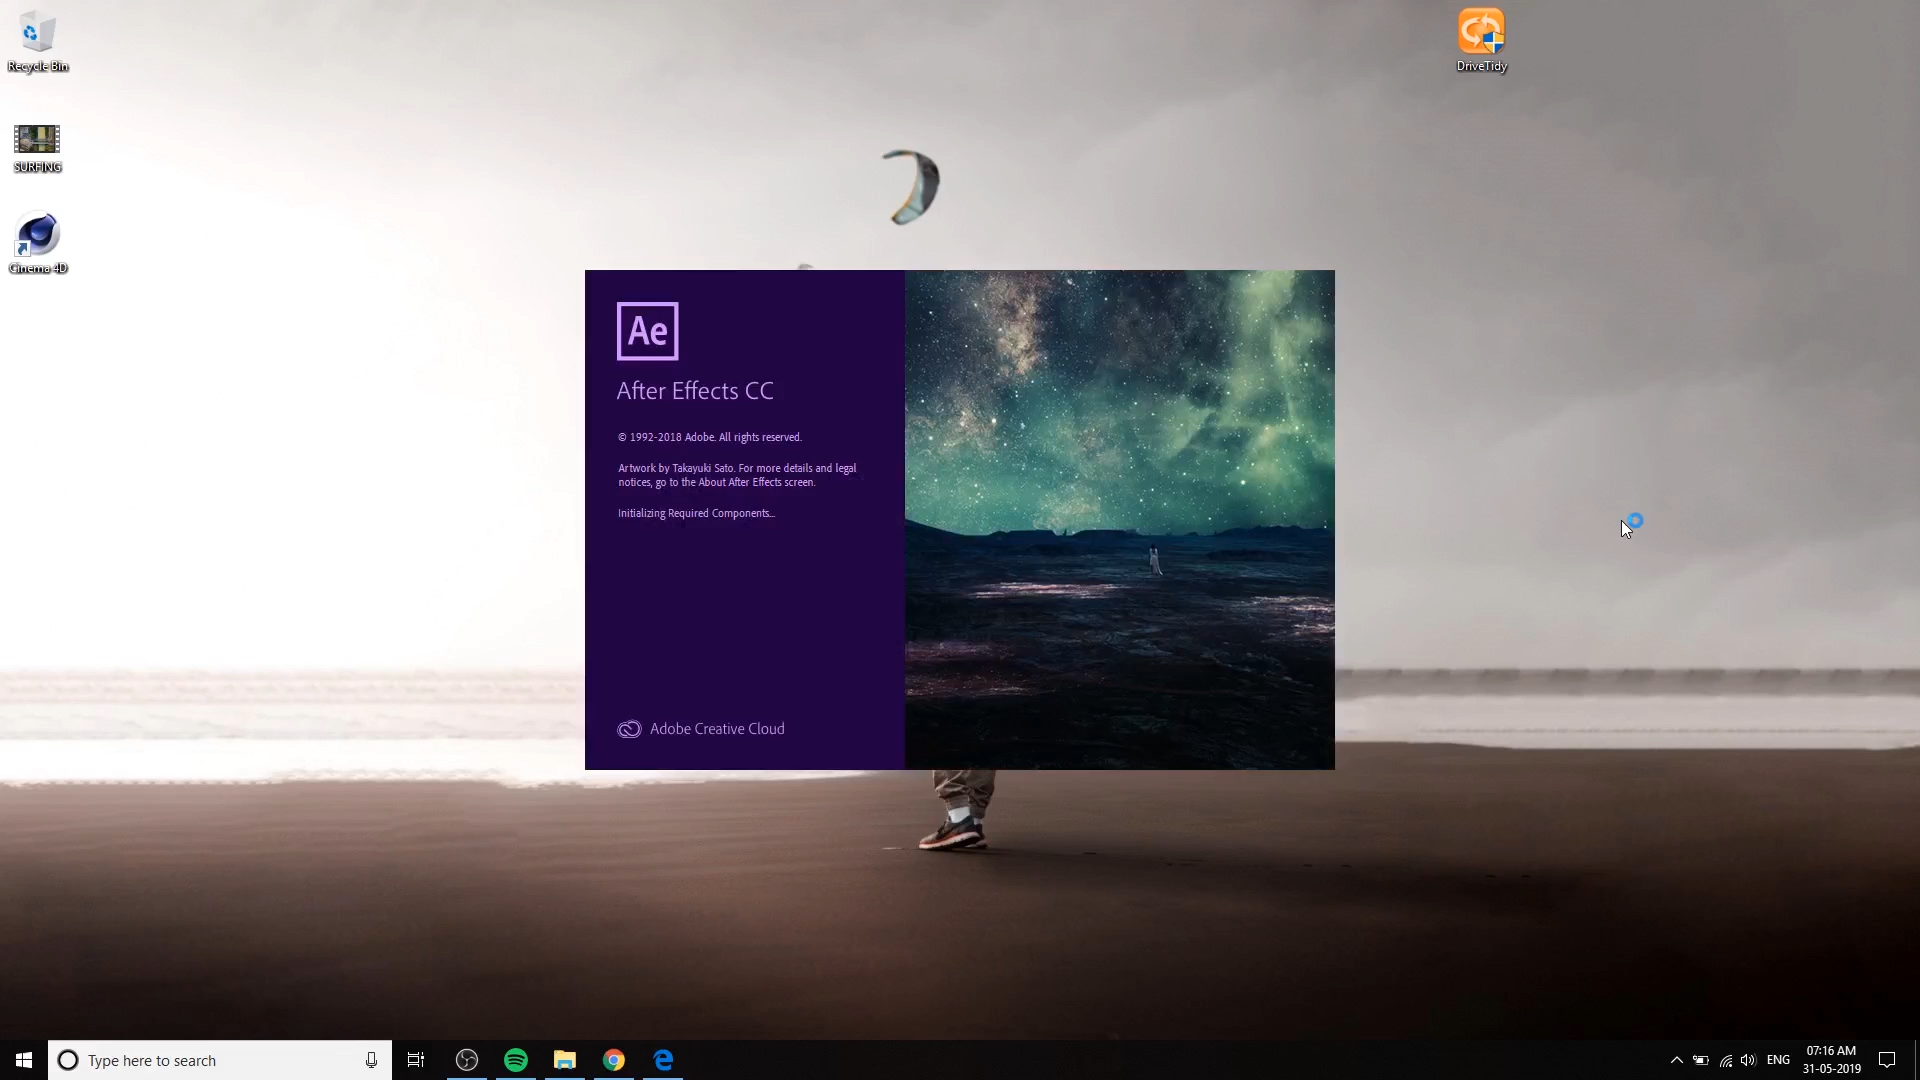 Recycle Bin
DriveTidy
SURFING
Cinema 4D
Ae
After Effects CC
© 1992-2018 Adobe. All rights reserved.
Artwork by Takayuki Sato. For more details and legal
notices, go to the About After Effects screen.
Initializing Required Components...
Adobe Creative Cloud
Type here to search
ENG
07:16 AM
31-05-2019